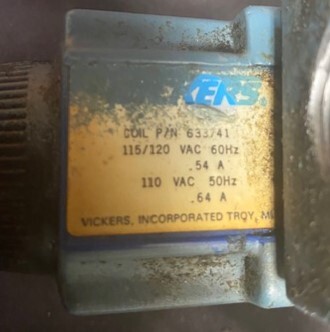 KERS.
COIL P/N 633741
115/120 VAC 60Hz
.54 A
110 VAC 50Hz
.64 A
VICKERS, INCORPORATED TROY, MI